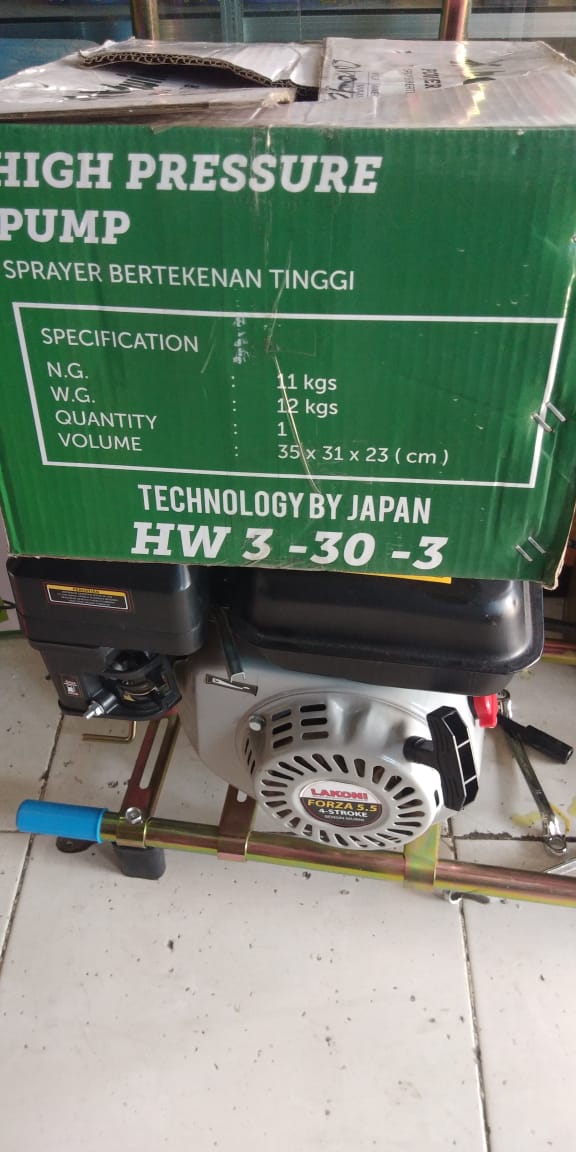 POWER
HIGH PRESSURE
PUMP
SPRAYER BERTEKENAN TINGGI
SPECIFICATION
N.G. : 11 kgs
W.G. : 12 kgs
QUANTITY : 1
VOLUME : 35 x 31 x 23 ( cm )
TECHNOLOGY BY JAPAN
HW 3 -30 -3
LAKONI
FORZA 5.5
4-STROKE